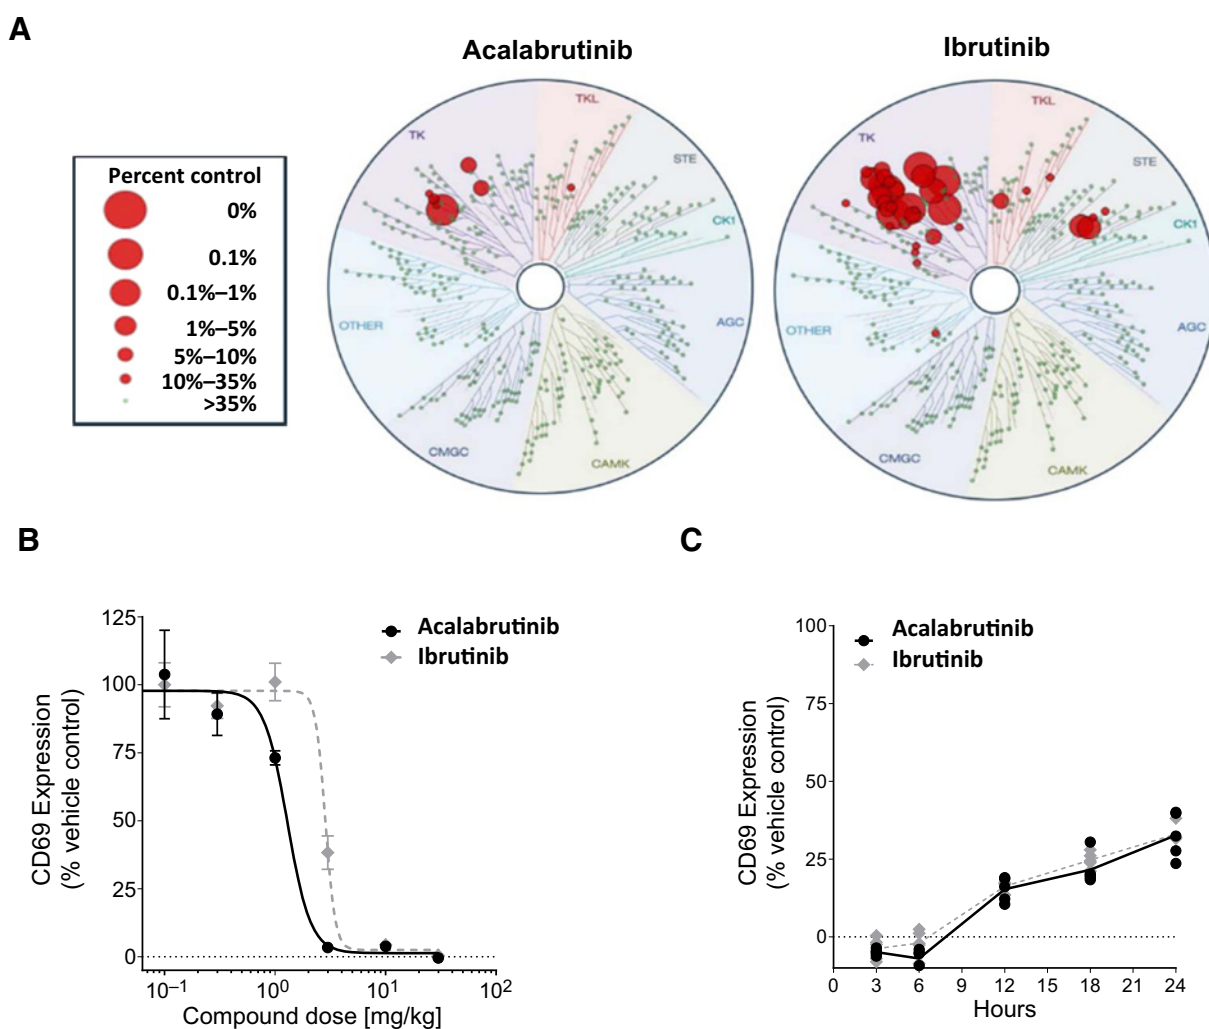 A
Acalabrutinib
Ibrutinib
Percent control
0%
0.1%
0.1%–1%
1%–5%
5%–10%
10%–35%
>35%
TK
TKL
STE
CK1
AGC
CAMK
CMGC
OTHER
TK
TKL
STE
CK1
AGC
CAMK
CMGC
OTHER
B
CD69 Expression
(% vehicle control)
125
100
75
50
25
0
10⁻¹
10⁰
10¹
10²
Compound dose [mg/kg]
Acalabrutinib
Ibrutinib
C
CD69 Expression
(% vehicle control)
100
75
50
25
0
0 3 6 9 12 15 18 21 24
Hours
Acalabrutinib
Ibrutinib